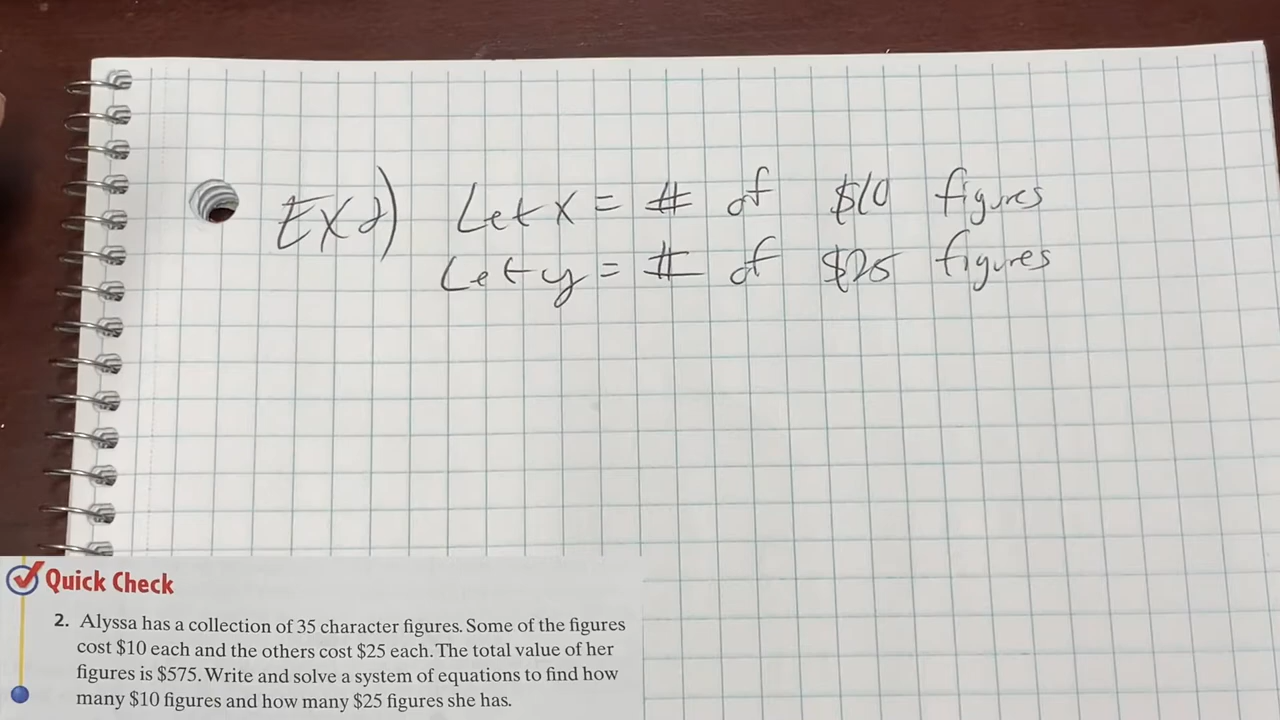 Ex 2) Let x = # of $10 figures
Let y = # of $25 figures
Quick Check
2. Alyssa has a collection of 35 character figures. Some of the figures
cost $10 each and the others cost $25 each. The total value of her
figures is $575. Write and solve a system of equations to find how
many $10 figures and how many $25 figures she has.